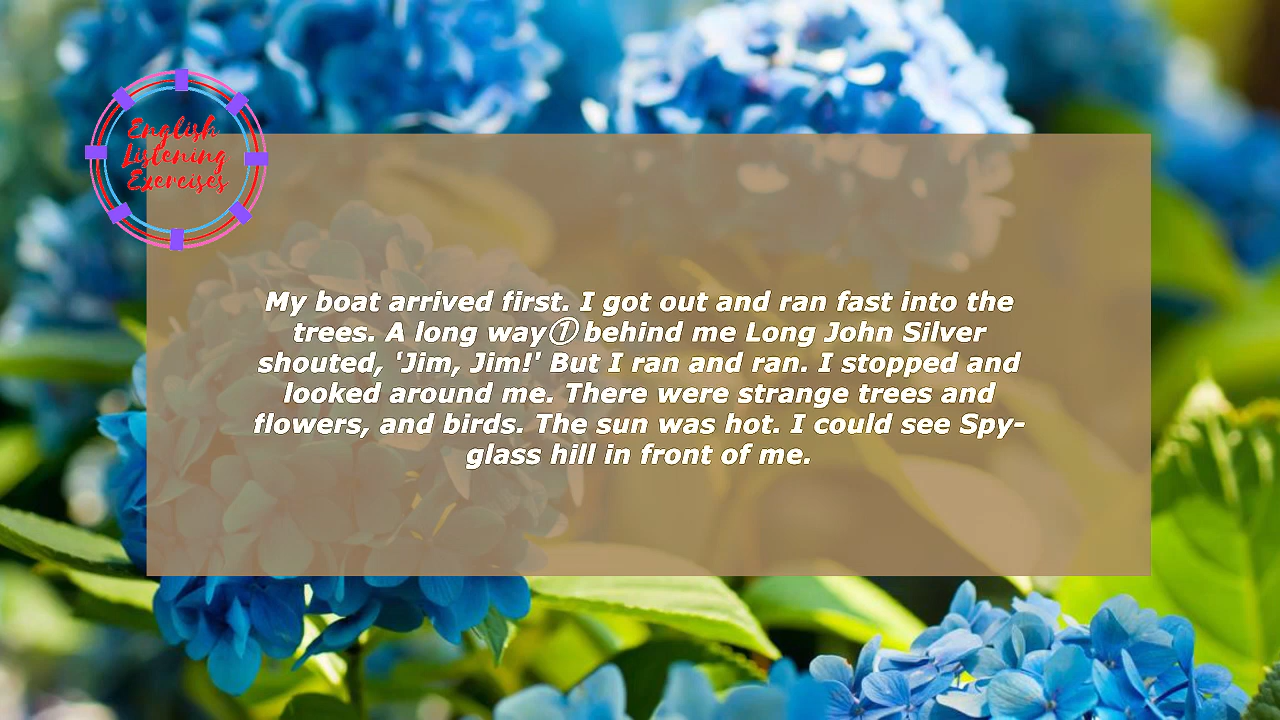 English
Listening
Exercises
My boat arrived first. I got out and ran fast into the
trees. A long way① behind me Long John Silver
shouted, 'Jim, Jim!' But I ran and ran. I stopped and
looked around me. There were strange trees and
flowers, and birds. The sun was hot. I could see Spy-
glass hill in front of me.